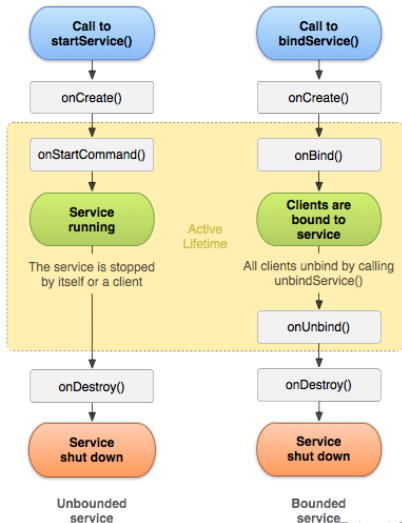 Call to
startService()
onCreate()
onStartCommand()
Service
running
The service is stopped
by itself or a client
onDestroy()
Service
shut down
Unbounded
service
Active
Lifetime
Call to
bindService()
onCreate()
onBind()
Clients are
bound to
service
All clients unbind by calling
unbindService()
onUnbind()
onDestroy()
Service
shut down
Bounded
service